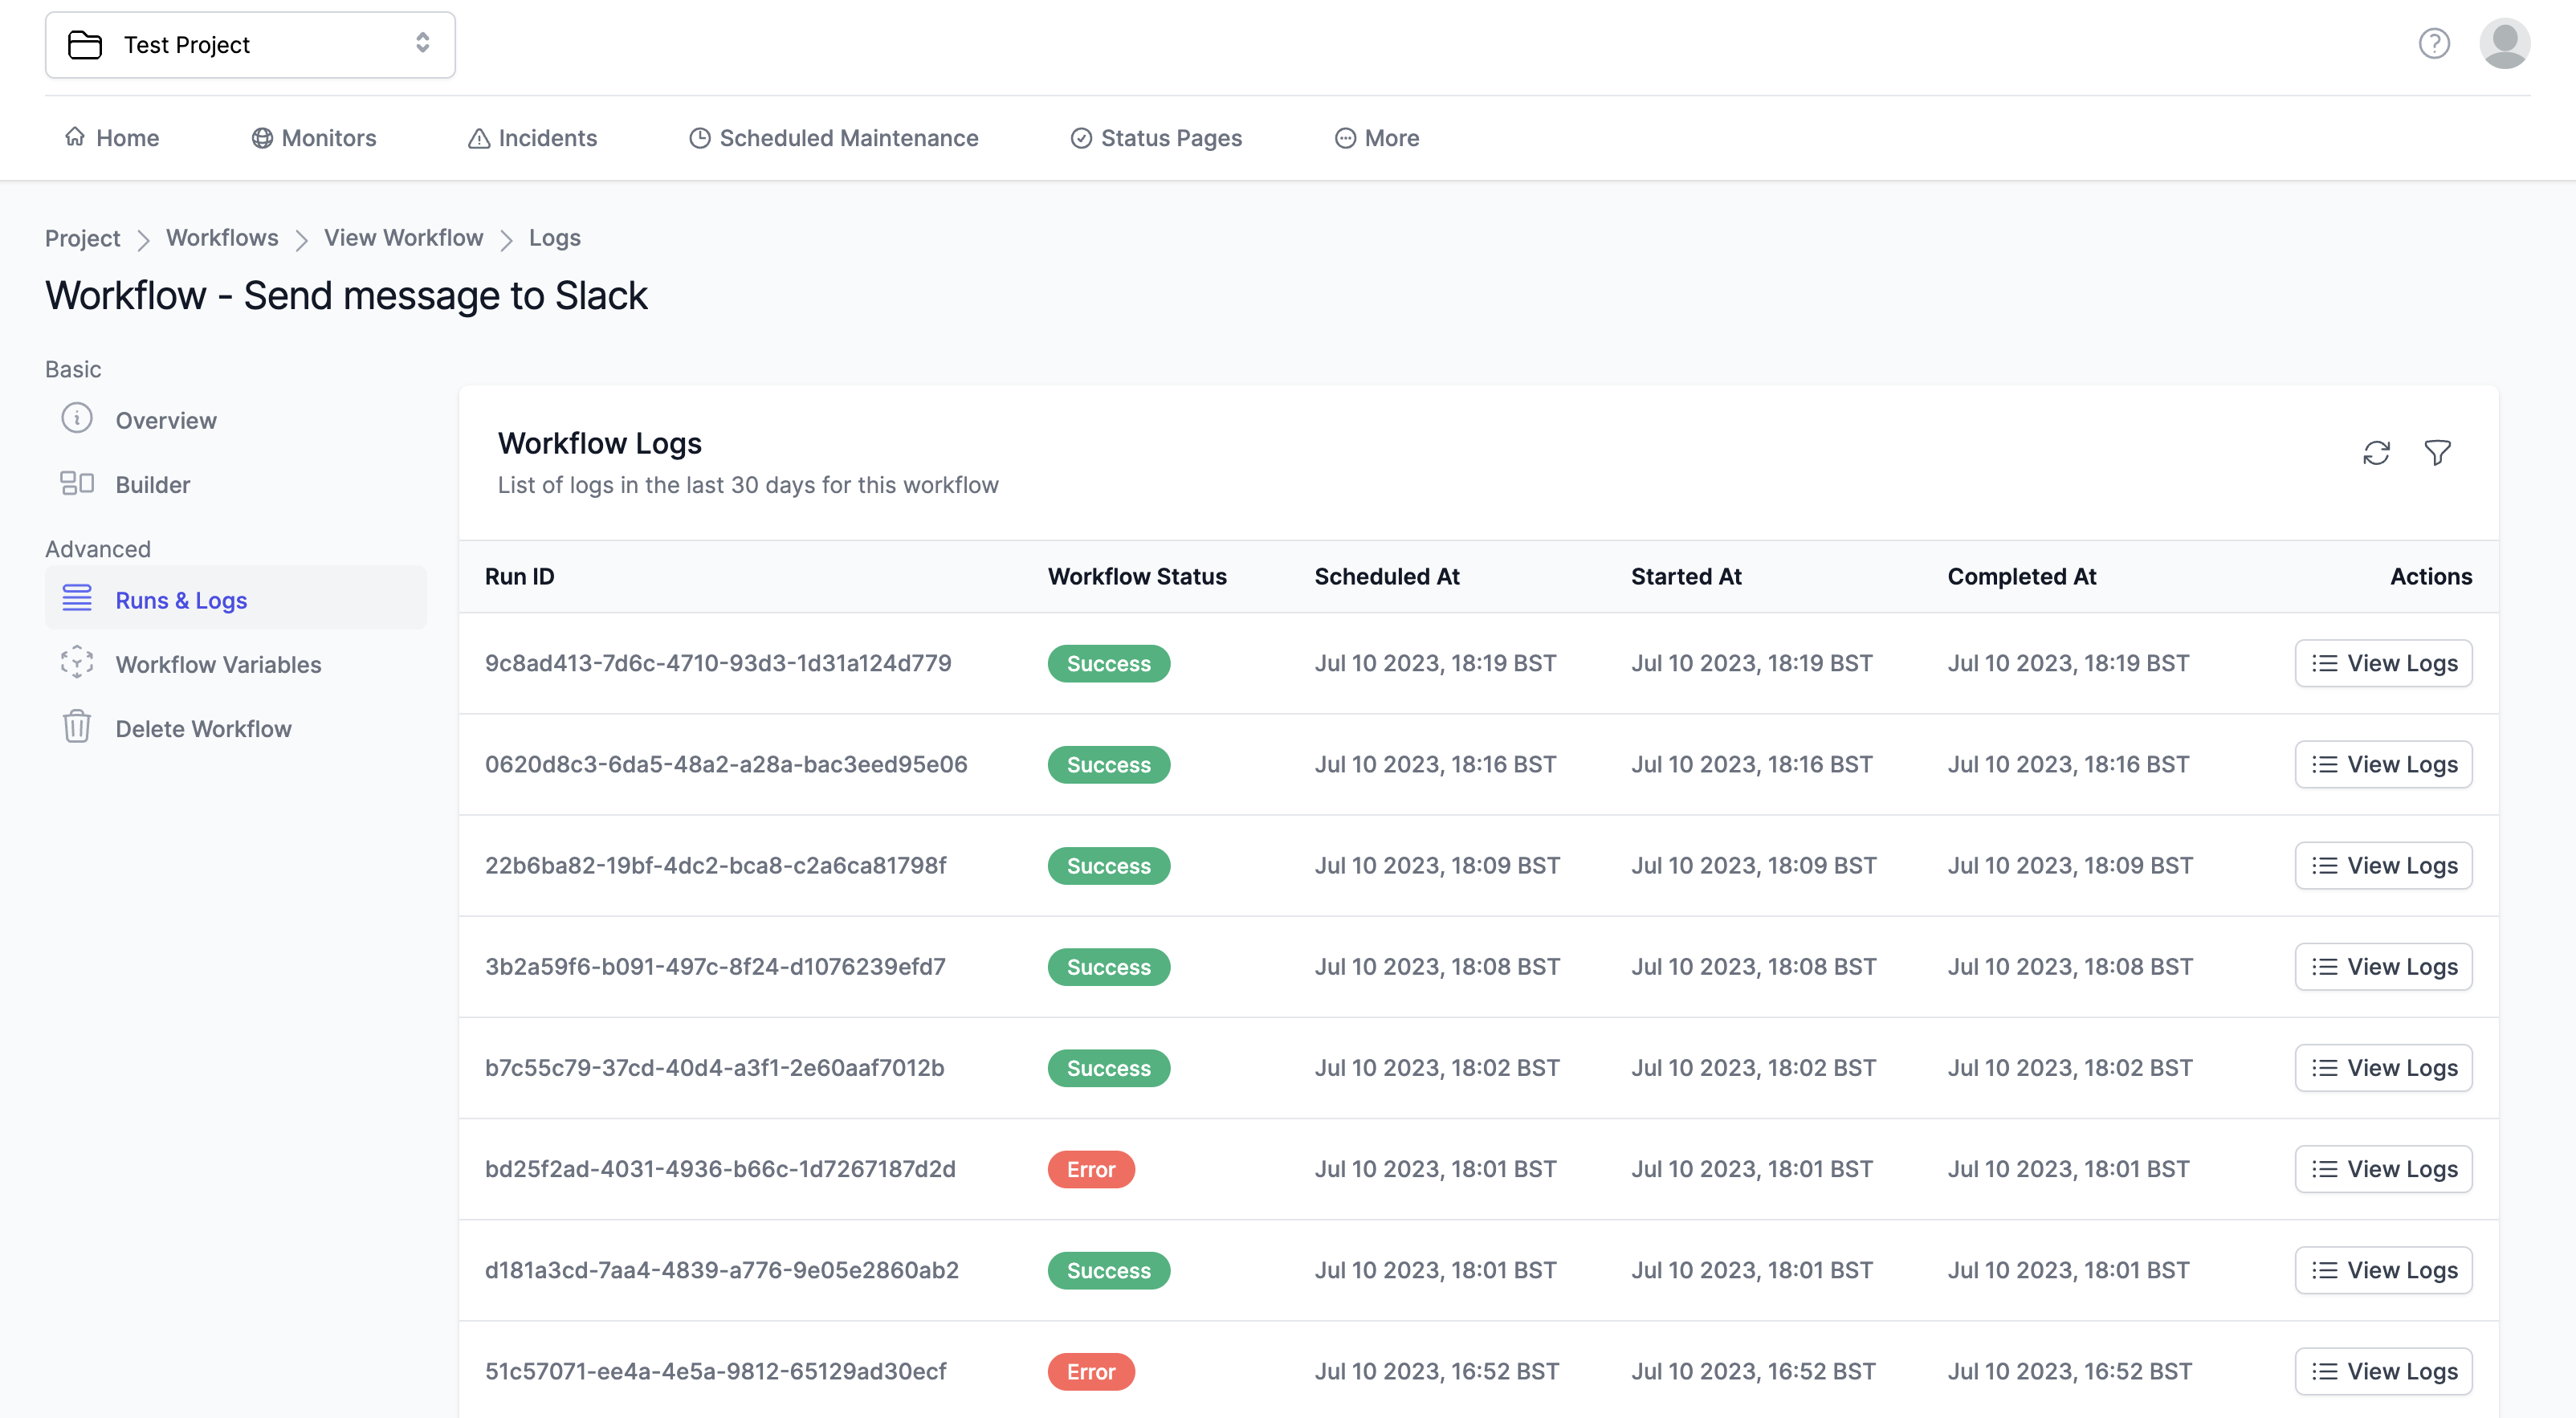 Test Project
Home Monitors Incidents Scheduled Maintenance Status Pages More
Project Workflows View Workflow Logs
Workflow - Send message to Slack
Basic
Overview
Builder
Advanced
Runs & Logs
Workflow Variables
Delete Workflow
Workflow Logs
List of logs in the last 30 days for this workflow
Run ID Workflow Status Scheduled At Started At Completed At Actions
9c8ad413-7d6c-4710-93d3-1d31a124d779 Success Jul 10 2023, 18:19 BST Jul 10 2023, 18:19 BST Jul 10 2023, 18:19 BST View Logs
0620d8c3-6da5-48a2-a28a-bac3eed95e06 Success Jul 10 2023, 18:16 BST Jul 10 2023, 18:16 BST Jul 10 2023, 18:16 BST View Logs
22b6ba82-19bf-4dc2-bca8-c2a6ca81798f Success Jul 10 2023, 18:09 BST Jul 10 2023, 18:09 BST Jul 10 2023, 18:09 BST View Logs
3b2a59f6-b091-497c-8f24-d1076239efd7 Success Jul 10 2023, 18:08 BST Jul 10 2023, 18:08 BST Jul 10 2023, 18:08 BST View Logs
b7c55c79-37cd-40d4-a3f1-2e60aaf7012b Success Jul 10 2023, 18:02 BST Jul 10 2023, 18:02 BST Jul 10 2023, 18:02 BST View Logs
bd25f2ad-4031-4936-b66c-1d7267187d2d Error Jul 10 2023, 18:01 BST Jul 10 2023, 18:01 BST Jul 10 2023, 18:01 BST View Logs
d181a3cd-7aa4-4839-a776-9e05e2860ab2 Success Jul 10 2023, 18:01 BST Jul 10 2023, 18:01 BST Jul 10 2023, 18:01 BST View Logs
51c57071-ee4a-4e5a-9812-65129ad30ecf Error Jul 10 2023, 16:52 BST Jul 10 2023, 16:52 BST Jul 10 2023, 16:52 BST View Logs